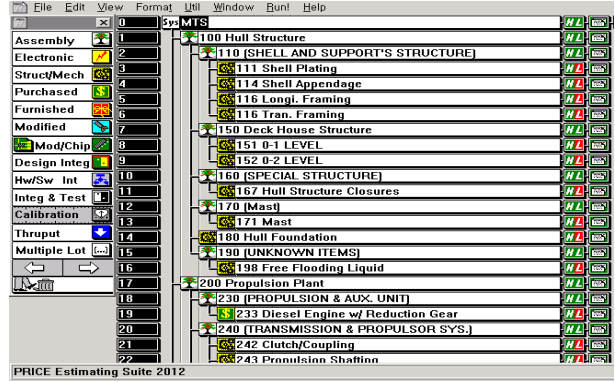 File Edit View Format Util Window Run! Help
0 Sys MTS
Assembly 1 100 Hull Structure
Electronic 2 110 (SHELL AND SUPPORT'S STRUCTURE)
Struct/Mech 3 111 Shell Plating
Purchased 4 114 Shell Appendage
Furnished 5 116 Longi. Framing
Modified 6 116 Tran. Framing
Mod/Chip 7 150 Deck House Structure
Design Integ 8 151 0-1 LEVEL
Hw/Sw Int 9 152 0-2 LEVEL
Integ & Test 10 160 (SPECIAL STRUCTURE)
Calibration 11 167 Hull Structure Closures
Thruput 12 170 (Mast)
Multiple Lot 13 171 Mast
14 180 Hull Foundation
15 190 (UNKNOWN ITEMS)
16 198 Free Flooding Liquid
17 200 Propulsion Plant
18 230 (PROPULSION & AUX. UNIT)
19 $ 233 Diesel Engine w/ Reduction Gear
20 240 (TRANSMISSION & PROPULSOR SYS.)
21 242 Clutch/Coupling
22 243 Propulsion Shafting
PRICE Estimating Suite 2012